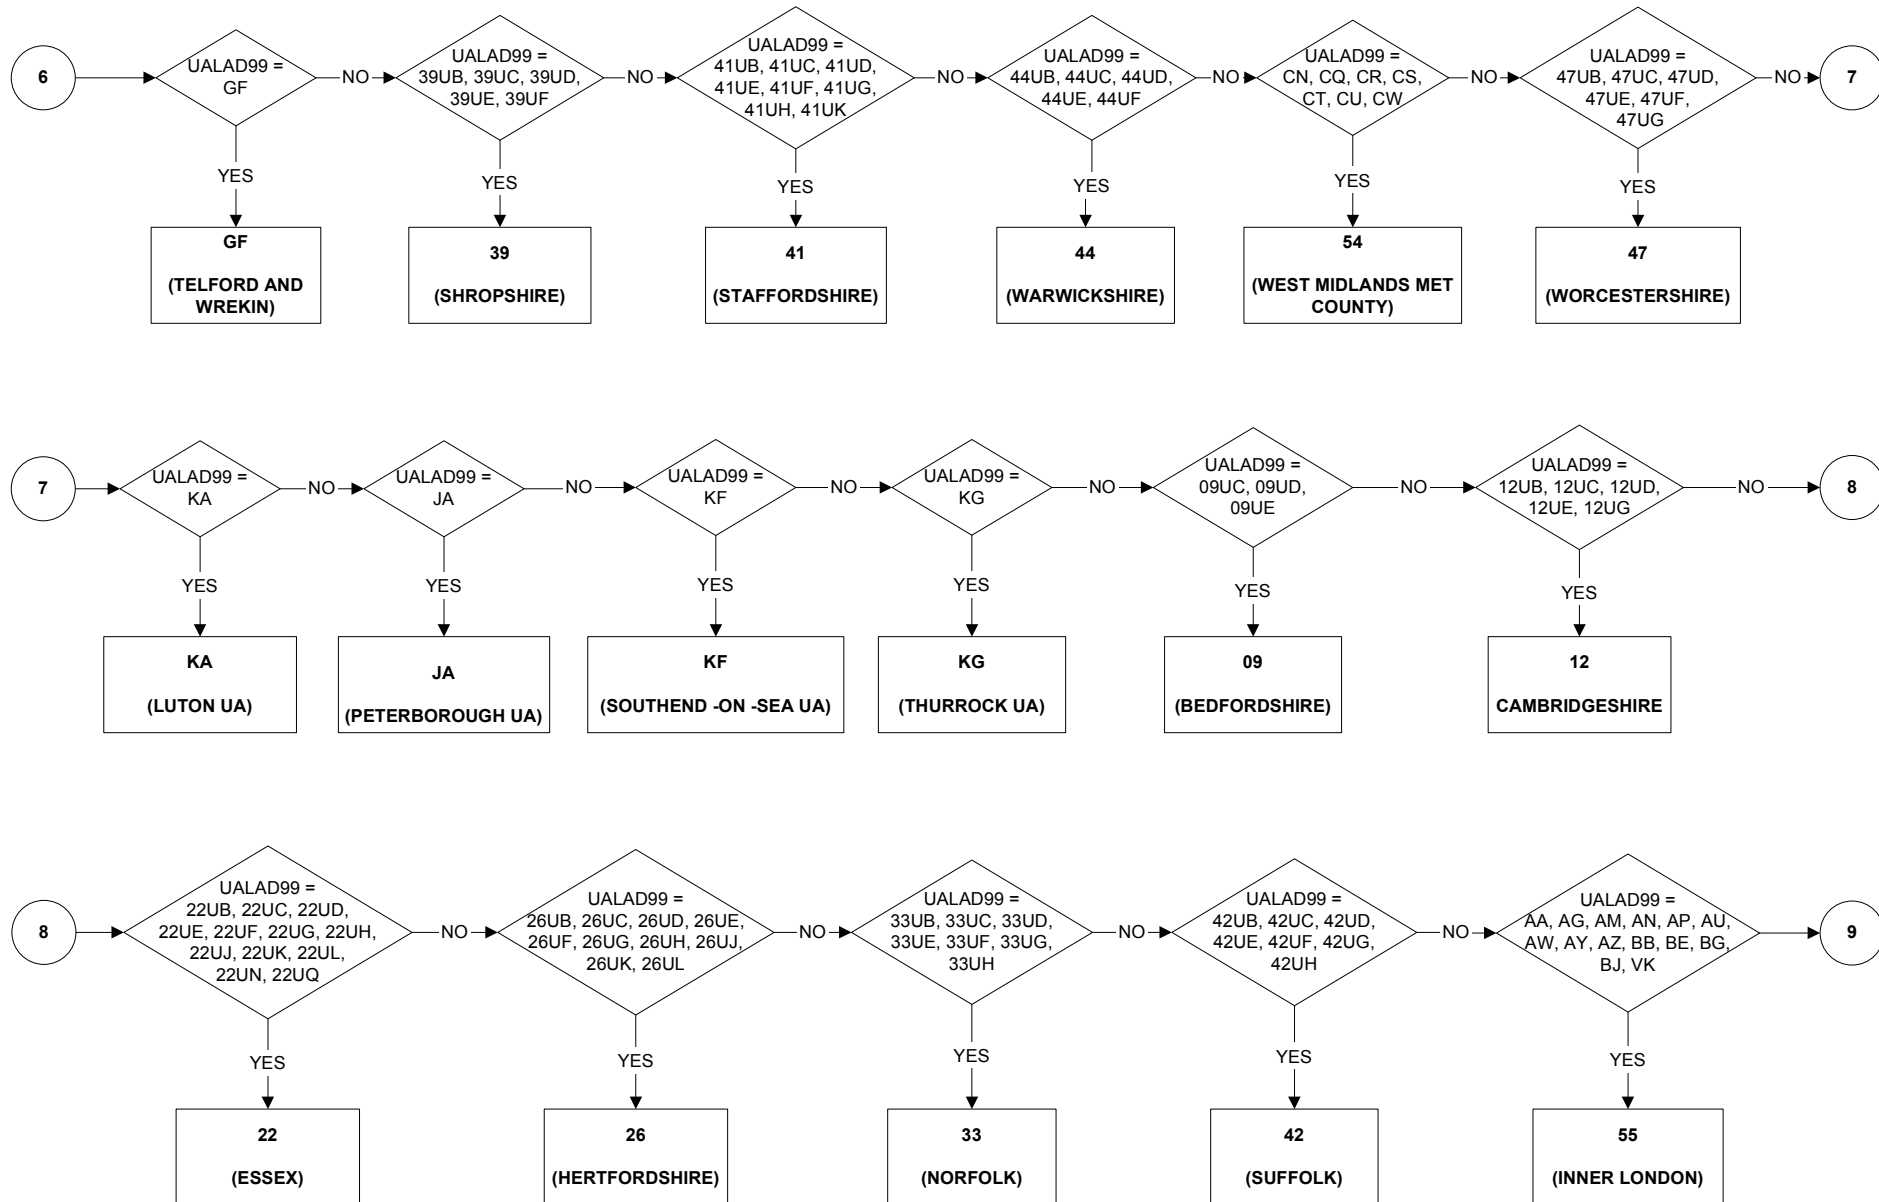 6
UALAD99 =
GF
NO
UALAD99 =
39UB, 39UC, 39UD,
39UE, 39UF
NO
UALAD99 =
41UB, 41UC, 41UD,
41UE, 41UF, 41UG,
41UH, 41UK
NO
UALAD99 =
44UB, 44UC, 44UD,
44UE, 44UF
NO
UALAD99 =
CN, CQ, CR, CS,
CT, CU, CW
NO
UALAD99 =
47UB, 47UC, 47UD,
47UE, 47UF,
47UG
NO
7
YES
YES
YES
YES
YES
YES
GF
(TELFORD AND
WREKIN)
39
(SHROPSHIRE)
41
(STAFFORDSHIRE)
44
(WARWICKSHIRE)
54
(WEST MIDLANDS MET
COUNTY)
47
(WORCESTERSHIRE)
7
UALAD99 =
KA
NO
UALAD99 =
JA
NO
UALAD99 =
KF
NO
UALAD99 =
KG
NO
UALAD99 =
09UC, 09UD,
09UE
NO
UALAD99 =
12UB, 12UC, 12UD,
12UE, 12UG
NO
8
YES
YES
YES
YES
YES
YES
KA
(LUTON UA)
JA
(PETERBOROUGH UA)
KF
(SOUTHEND -ON -SEA UA)
KG
(THURROCK UA)
09
(BEDFORDSHIRE)
12
CAMBRIDGESHIRE
8
UALAD99 =
22UB, 22UC, 22UD,
22UE, 22UF, 22UG, 22UH,
22UJ, 22UK, 22UL,
22UN, 22UQ
NO
UALAD99 =
26UB, 26UC, 26UD, 26UE,
26UF, 26UG, 26UH, 26UJ,
26UK, 26UL
NO
UALAD99 =
33UB, 33UC, 33UD,
33UE, 33UF, 33UG,
33UH
NO
UALAD99 =
42UB, 42UC, 42UD,
42UE, 42UF, 42UG,
42UH
NO
UALAD99 =
AA, AG, AM, AN, AP, AU,
AW, AY, AZ, BB, BE, BG,
BJ, VK
9
YES
YES
YES
YES
YES
22
(ESSEX)
26
(HERTFORDSHIRE)
33
(NORFOLK)
42
(SUFFOLK)
55
(INNER LONDON)